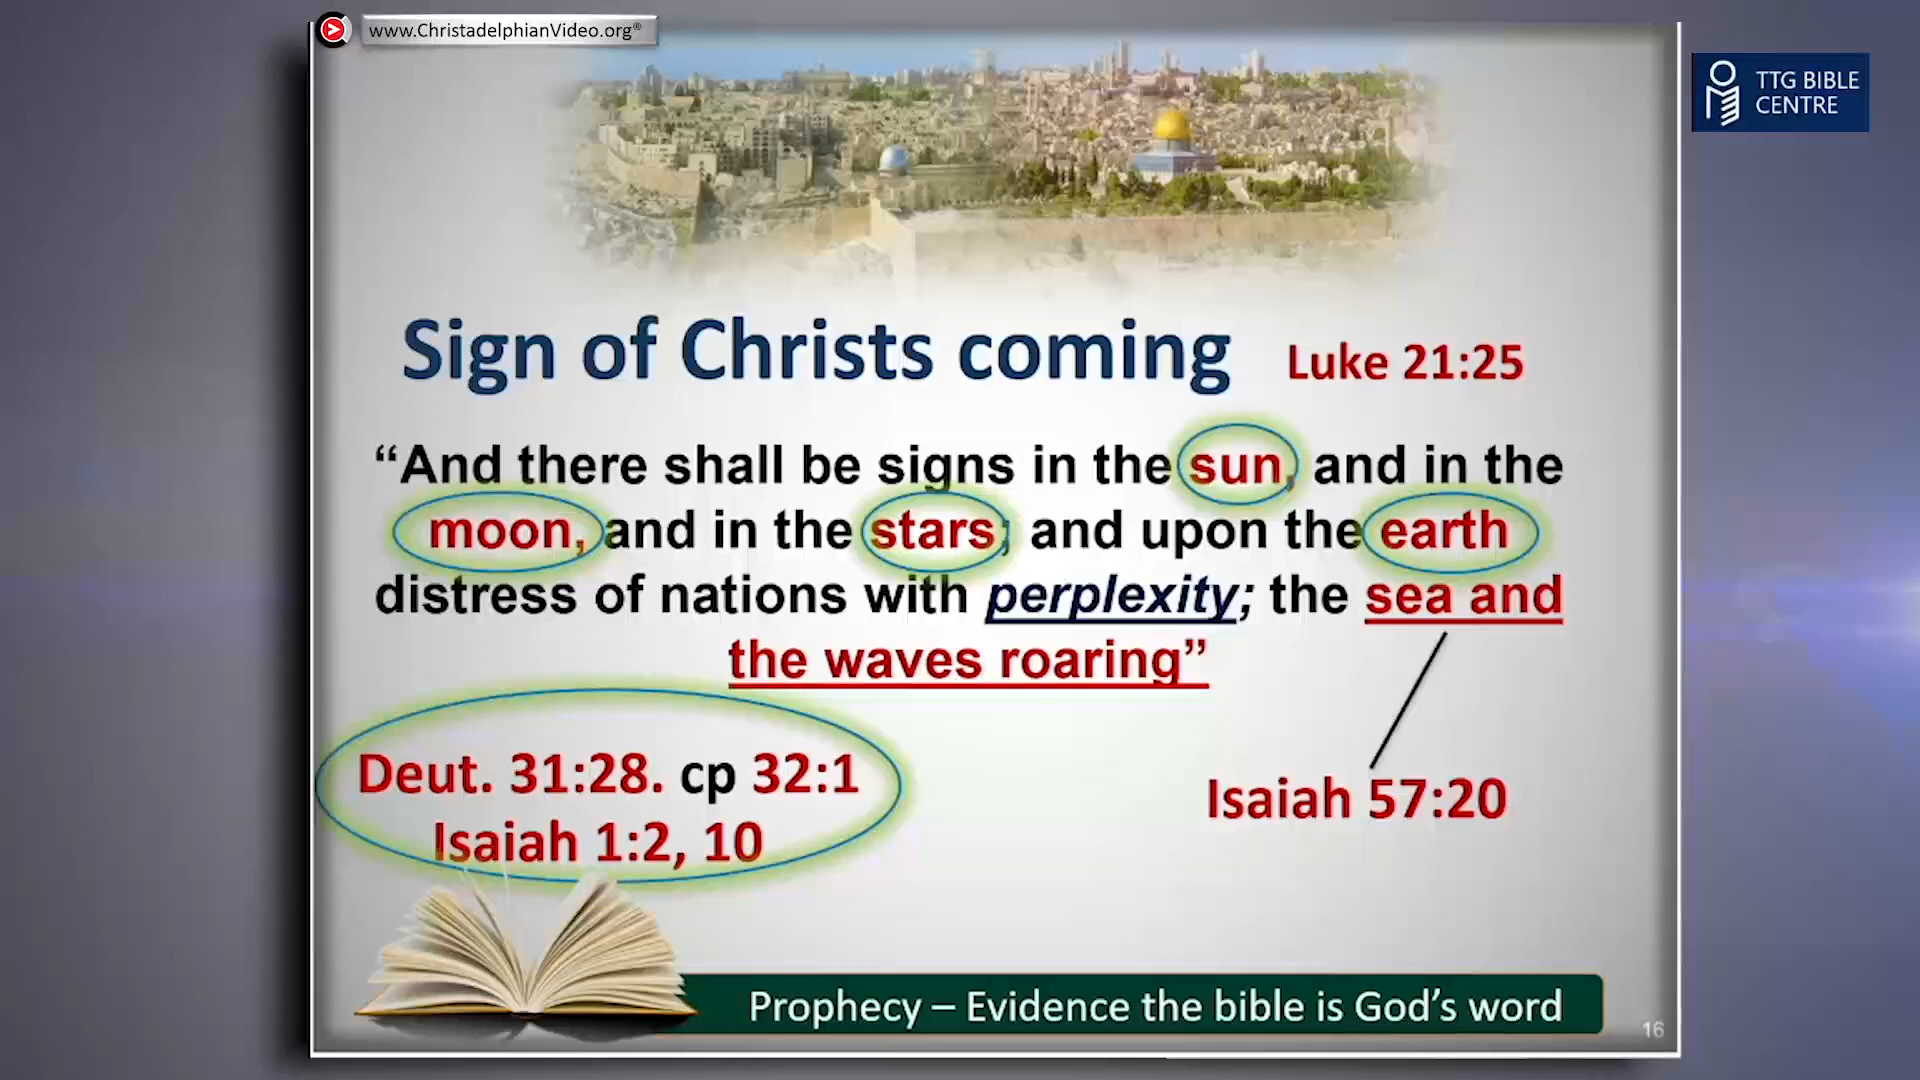 www.ChristadelphianVideo.org®
TTG BIBLE
CENTRE
Sign of Christs coming Luke 21:25
“And there shall be signs in the sun, and in the
moon, and in the stars; and upon the earth
distress of nations with perplexity; the sea and
the waves roaring”
Deut. 31:28. cp 32:1
Isaiah 1:2, 10
Isaiah 57:20
Prophecy – Evidence the bible is God’s word
16